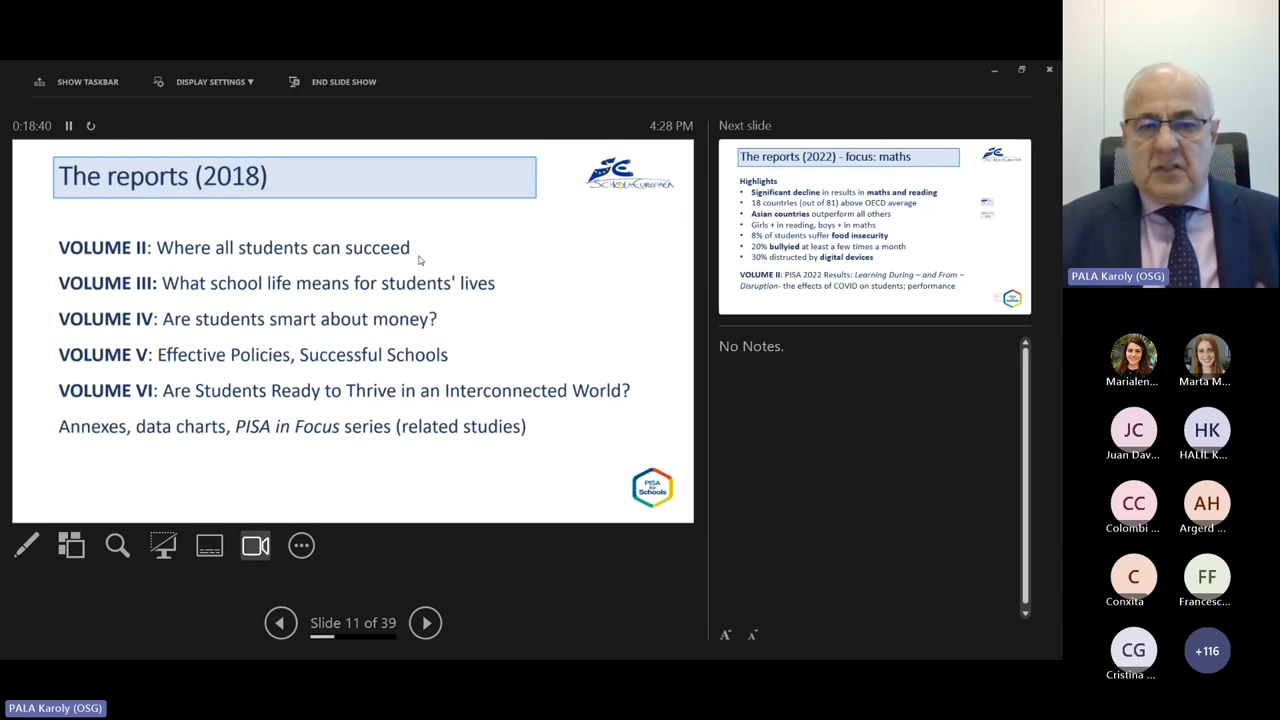 SHOW TASKBAR
DISPLAY SETTINGS ▼
END SLIDE SHOW
0:18:40
4:28 PM
The reports (2018)
SCHOLAEUROPAEA
VOLUME II: Where all students can succeed
VOLUME III: What school life means for students' lives
VOLUME IV: Are students smart about money?
VOLUME V: Effective Policies, Successful Schools
VOLUME VI: Are Students Ready to Thrive in an Interconnected World?
Annexes, data charts, PISA in Focus series (related studies)
PISA
for
Schools
Slide 11 of 39
Next slide
The reports (2022) - focus: maths
Highlights
• Significant decline in results in maths and reading
• 18 countries (out of 81) above OECD average
• Asian countries outperform all others
• Girls + in reading, boys + in maths
• 8% of students suffer food insecurity
• 20% bullyied at least a few times a month
• 30% distructed by digital devices
VOLUME II: PISA 2022 Results: Learning During – and From –
Disruption- the effects of COVID on students; performance
No Notes.
A A
PALA Karoly (OSG)
Marialen...
Marta M...
JC
Juan Dav...
HK
HALIL K...
CC
Colombi ...
AH
Argerd ...
C
Conxita
FF
Francesc...
CG
Cristina ...
+116
PALA Karoly (OSG)